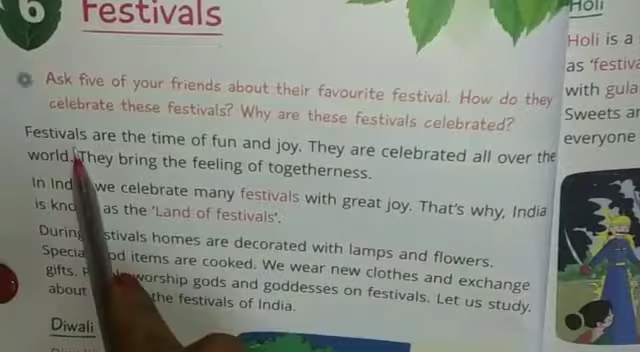 6
Festivals
Ask five of your friends about their favourite festival. How do they
celebrate these festivals? Why are these festivals celebrated?
Festivals are the time of fun and joy. They are celebrated all over the
world. They bring the feeling of togetherness.
In Ind we celebrate many festivals with great joy. That's why, India
is kno as the 'Land of festivals'.
During stivals homes are decorated with lamps and flowers.
Specia od items are cooked. We wear new clothes and exchange
gifts. P worship gods and goddesses on festivals. Let us study
about the festivals of India.
Diwali
Holi
Holi is a
as 'festiva
with gula
Sweets ar
everyone